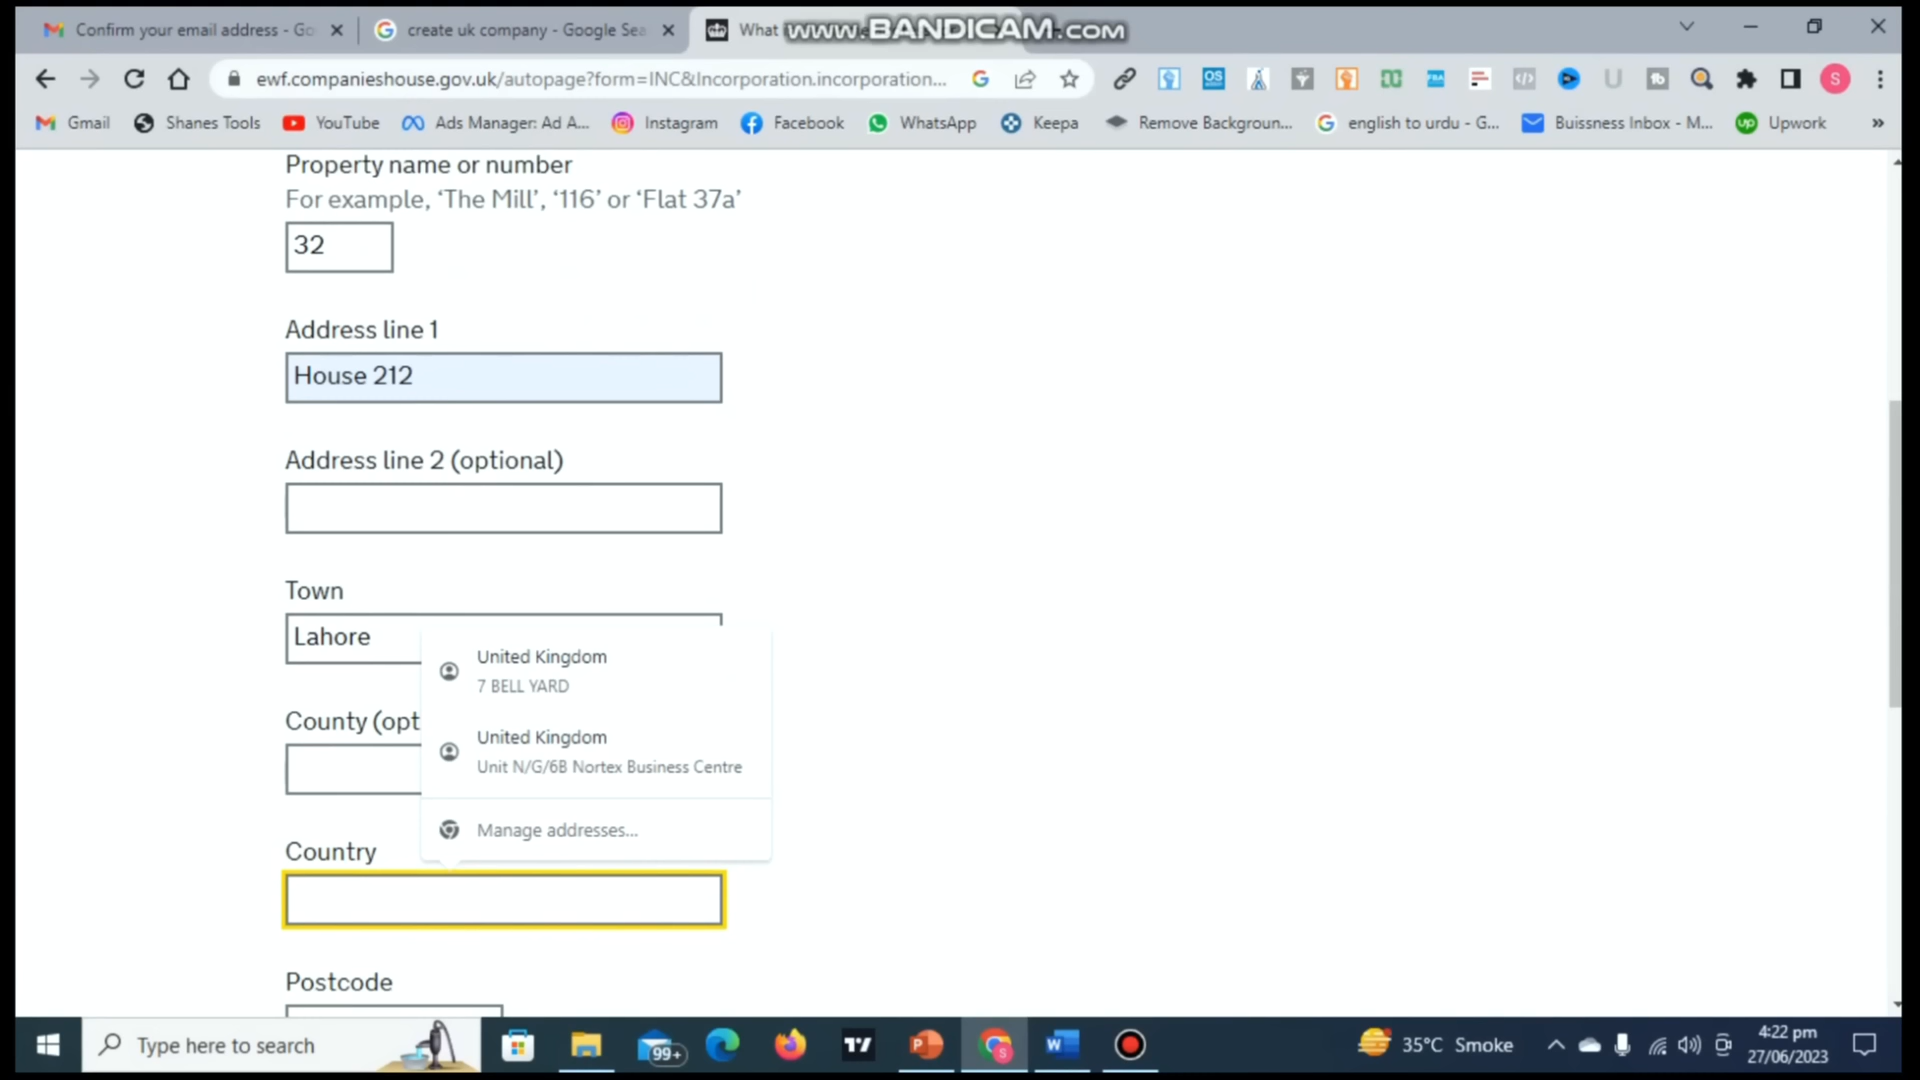 Confirm your email address - Go
create uk company - Google Sea
What
www.BANDICAM.com
ewf.companieshouse.gov.uk/autopage?form=INC&Incorporation.incorporation...
Gmail
Shanes Tools
YouTube
Ads Manager: Ad A...
Instagram
Facebook
WhatsApp
Keepa
Remove Backgroun...
english to urdu - G...
Buissness Inbox - M...
Upwork
»
Property name or number
For example, ‘The Mill’, ‘116’ or ‘Flat 37a’
32
Address line 1
House 212
Address line 2 (optional)
Town
Lahore
United Kingdom
7 BELL YARD
County (opt
United Kingdom
Unit N/G/6B Nortex Business Centre
Manage addresses...
Country
Postcode
Type here to search
99+
35°C Smoke
4:22 pm
27/06/2023